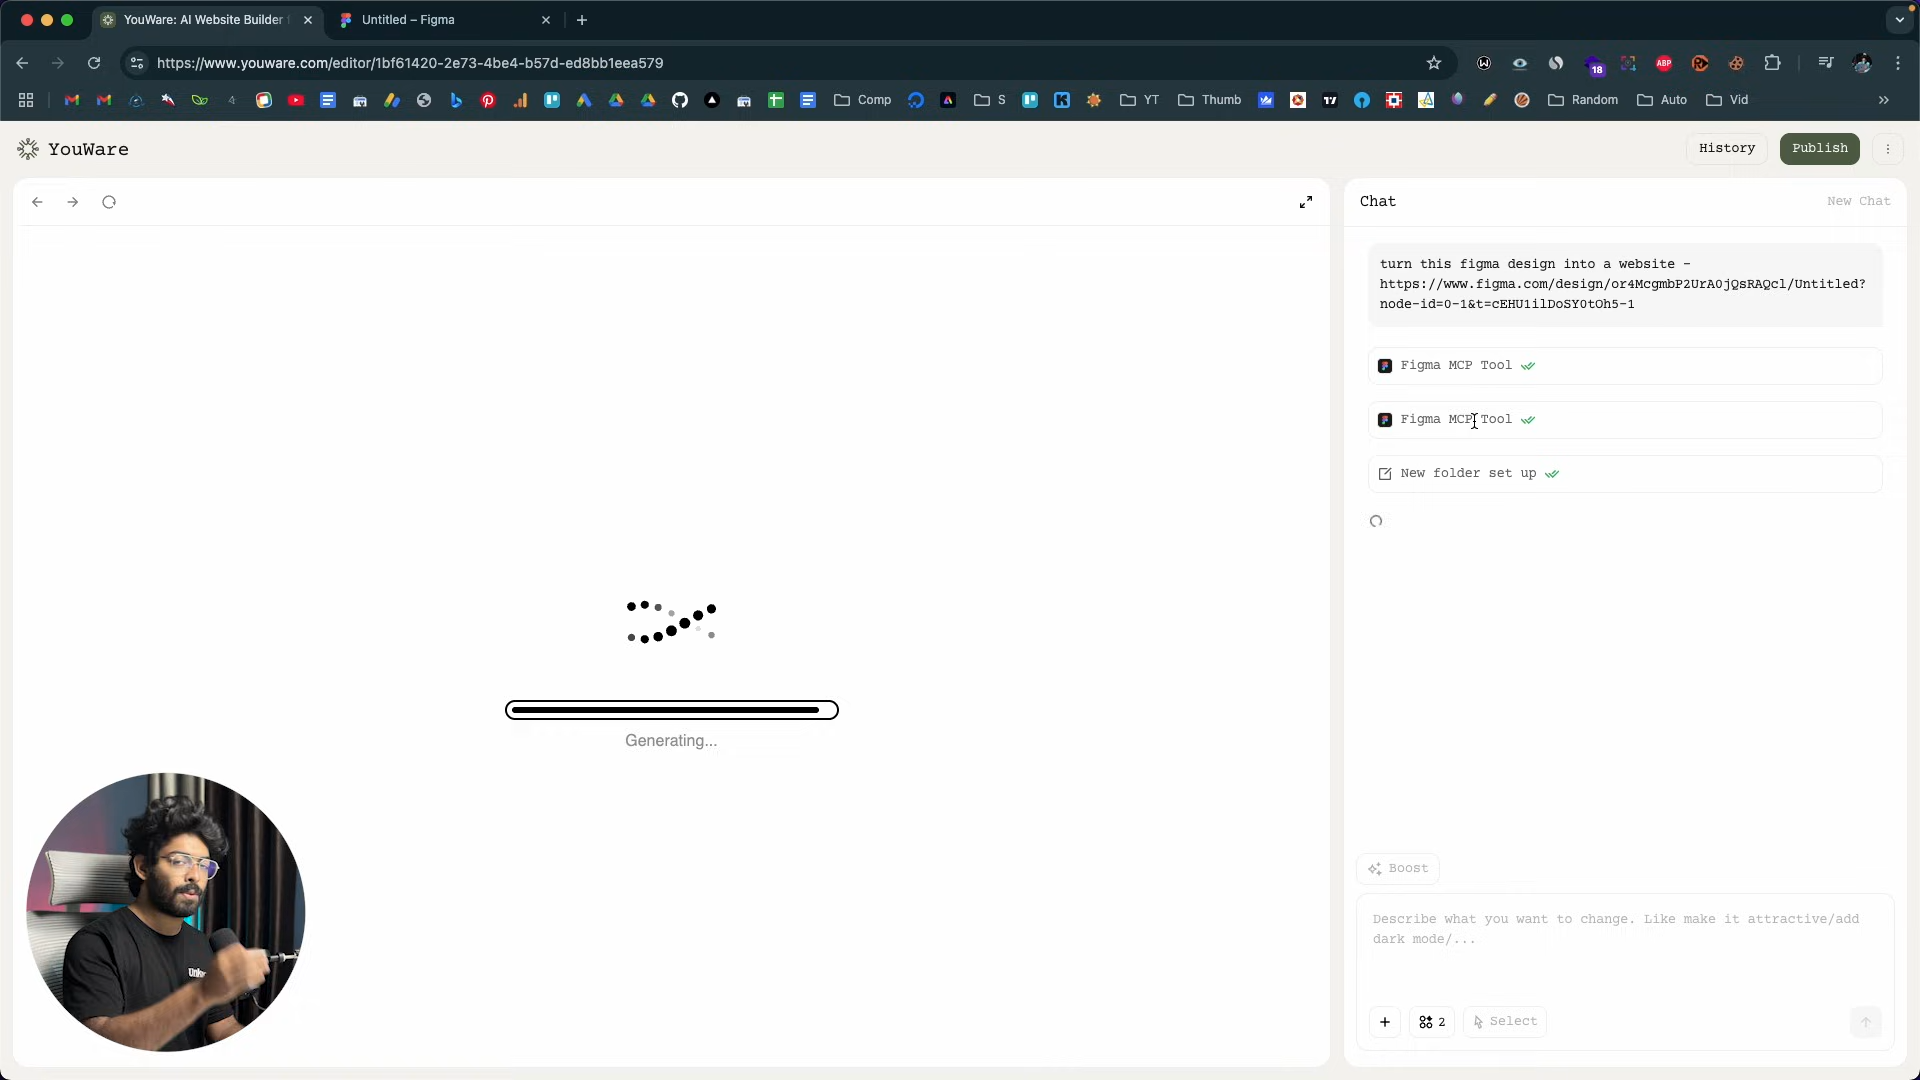 YouWare: AI Website Builder
Untitled – Figma
https://www.youware.com/editor/1bf61420-2e73-4be4-b57d-ed8bb1eea579
18
ABP
Comp
S
YT
Thumb
Random
Auto
Vid
YouWare
History
Publish
Chat
New Chat
turn this figma design into a website -
https://www.figma.com/design/or4McgmbP2UrA0jQsRAQcl/Untitled?
node-id=0-1&t=cEHU1ilDoSY0tOh5-1
Figma MCP Tool
Figma MCP Tool
New folder set up
Generating...
Boost
Describe what you want to change. Like make it attractive/add
dark mode/...
2
Select